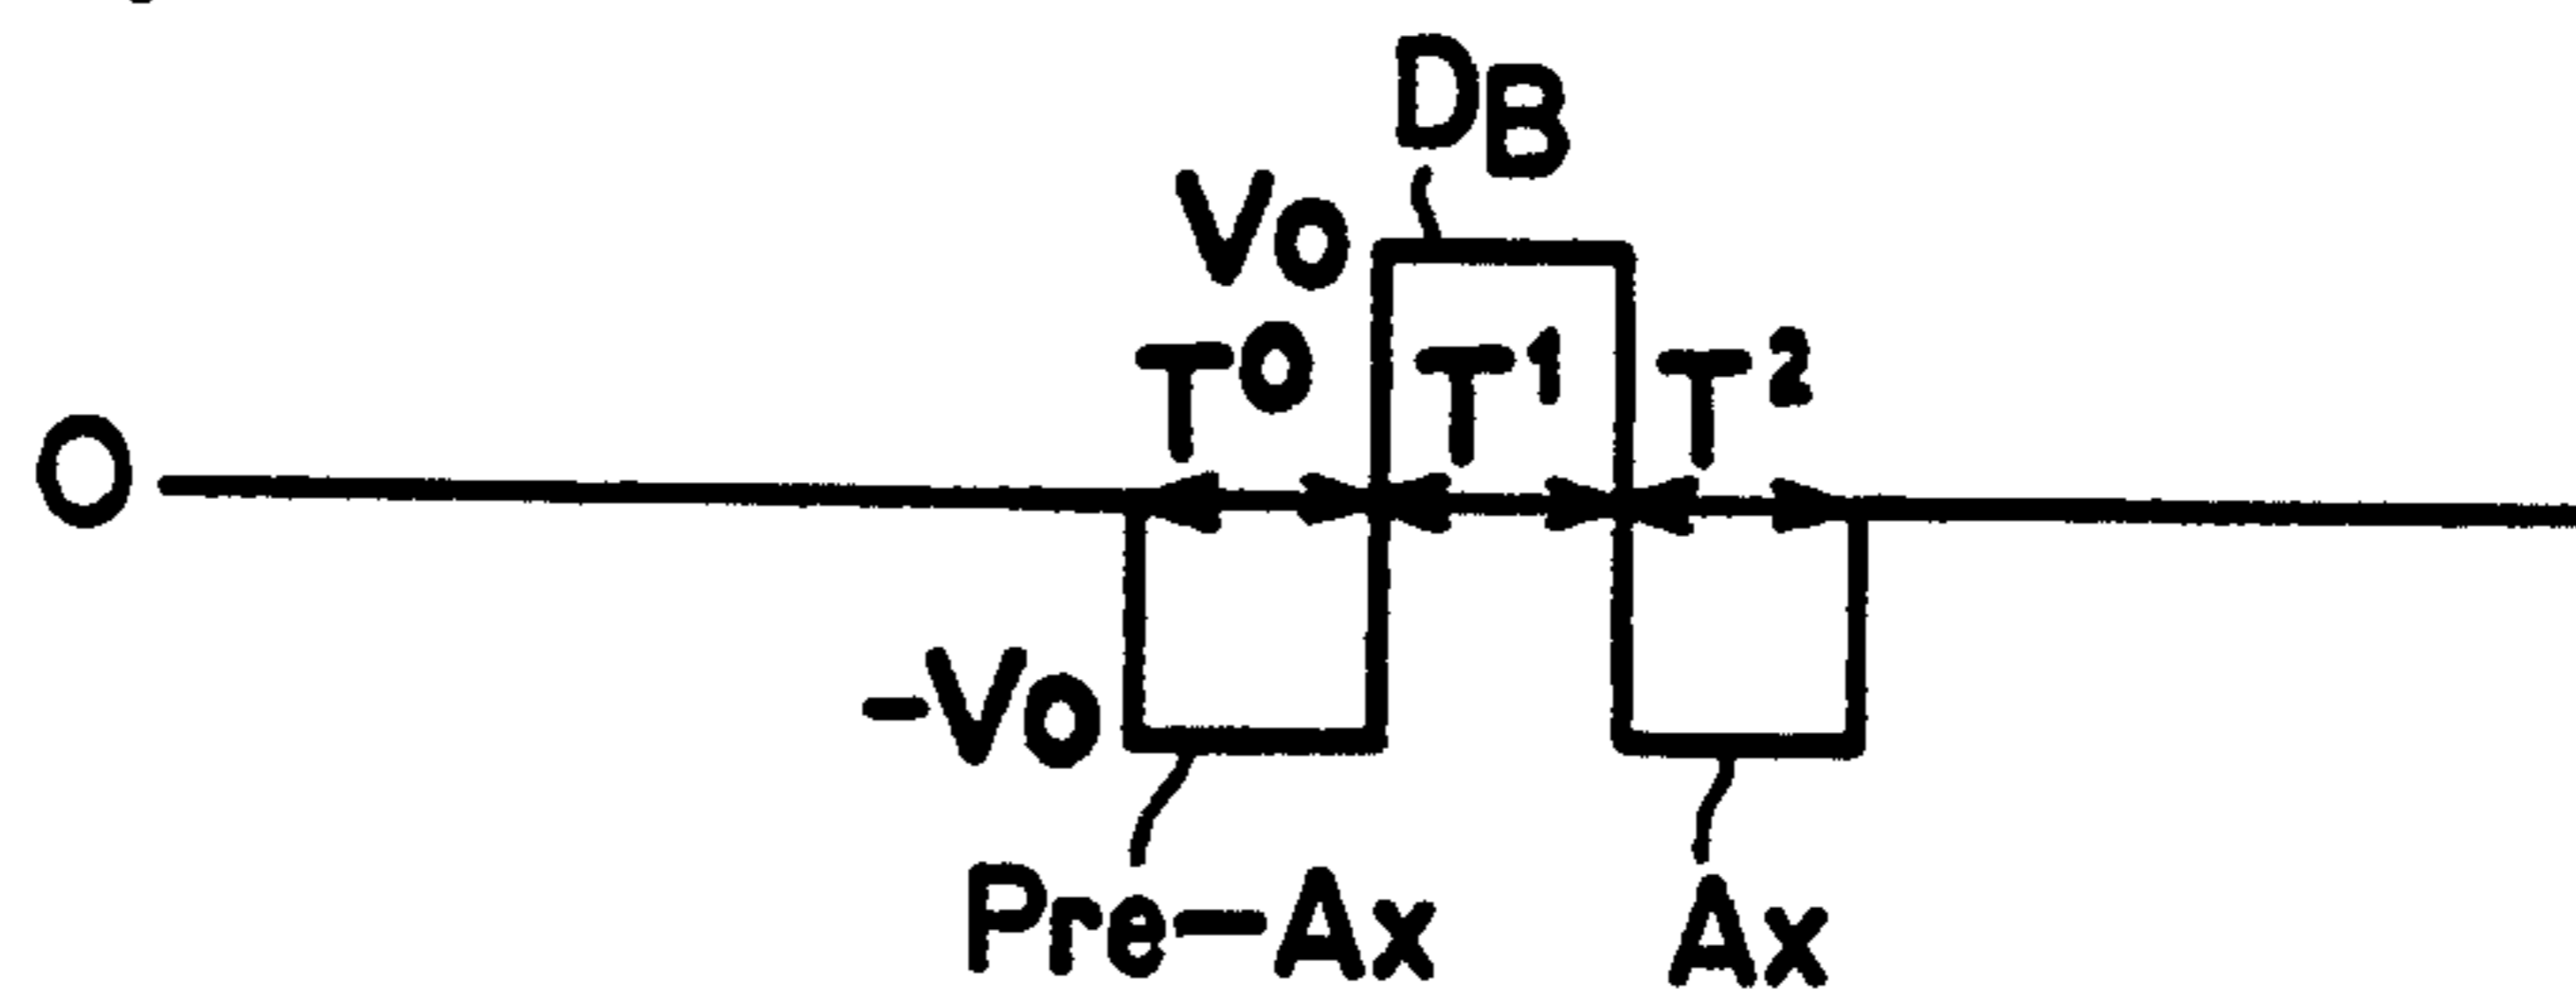 DB
Vo
T0 T1 T2
O
-Vo
Pre-Ax Ax